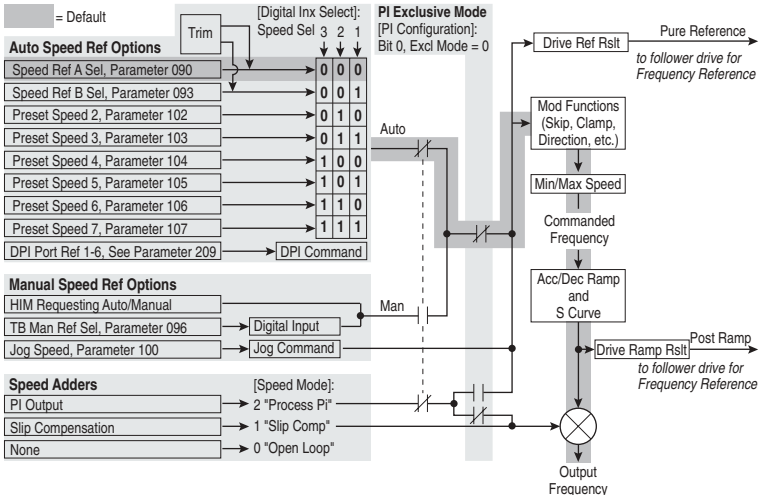 = Default
Trim
[Digital Inx Select]:
Speed Sel 3 2 1
PI Exclusive Mode
[PI Configuration]:
Bit 0, Excl Mode = 0
Auto Speed Ref Options
Speed Ref A Sel, Parameter 090
0 0 0
Speed Ref B Sel, Parameter 093
0 0 1
Preset Speed 2, Parameter 102
0 1 0
Preset Speed 3, Parameter 103
0 1 1
Preset Speed 4, Parameter 104
1 0 0
Preset Speed 5, Parameter 105
1 0 1
Preset Speed 6, Parameter 106
1 1 0
Preset Speed 7, Parameter 107
1 1 1
DPI Port Ref 1-6, See Parameter 209
DPI Command
Auto
Manual Speed Ref Options
HIM Requesting Auto/Manual
TB Man Ref Sel, Parameter 096
Digital Input
Jog Speed, Parameter 100
Jog Command
Man
Speed Adders
[Speed Mode]:
PI Output
2 "Process Pi"
Slip Compensation
1 "Slip Comp"
None
0 "Open Loop"
Drive Ref Rslt
Pure Reference
to follower drive for
Frequency Reference
Mod Functions
(Skip, Clamp,
Direction, etc.)
Min/Max Speed
Commanded
Frequency
Acc/Dec Ramp
and
S Curve
Drive Ramp Rslt
Post Ramp
to follower drive for
Frequency Reference
Output
Frequency